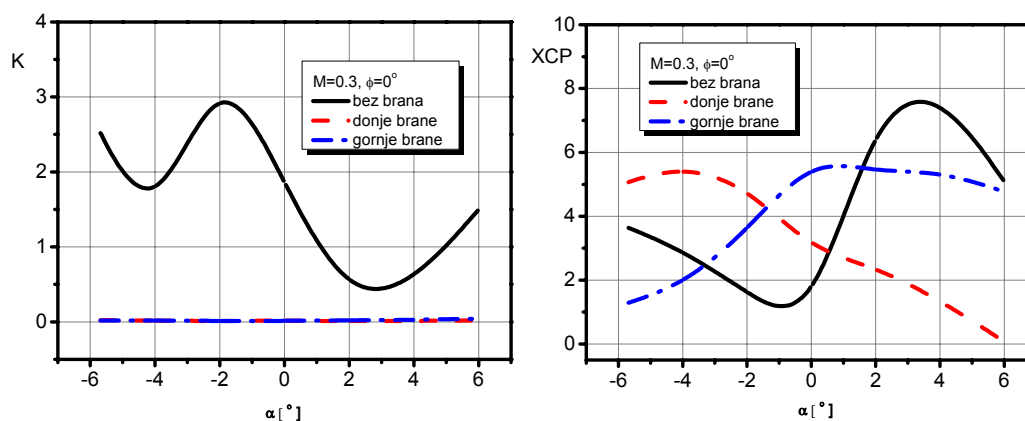 4
K
3
2
1
0
M=0.3, ϕ=0°
bez brana
donje brane
gornje brane
-6 -4 -2 0 2 4 6
α[°]
10
XCP
8
6
4
2
0
M=0.3, ϕ=0°
bez brana
donje brane
gornje brane
-6 -4 -2 0 2 4 6
α[°]